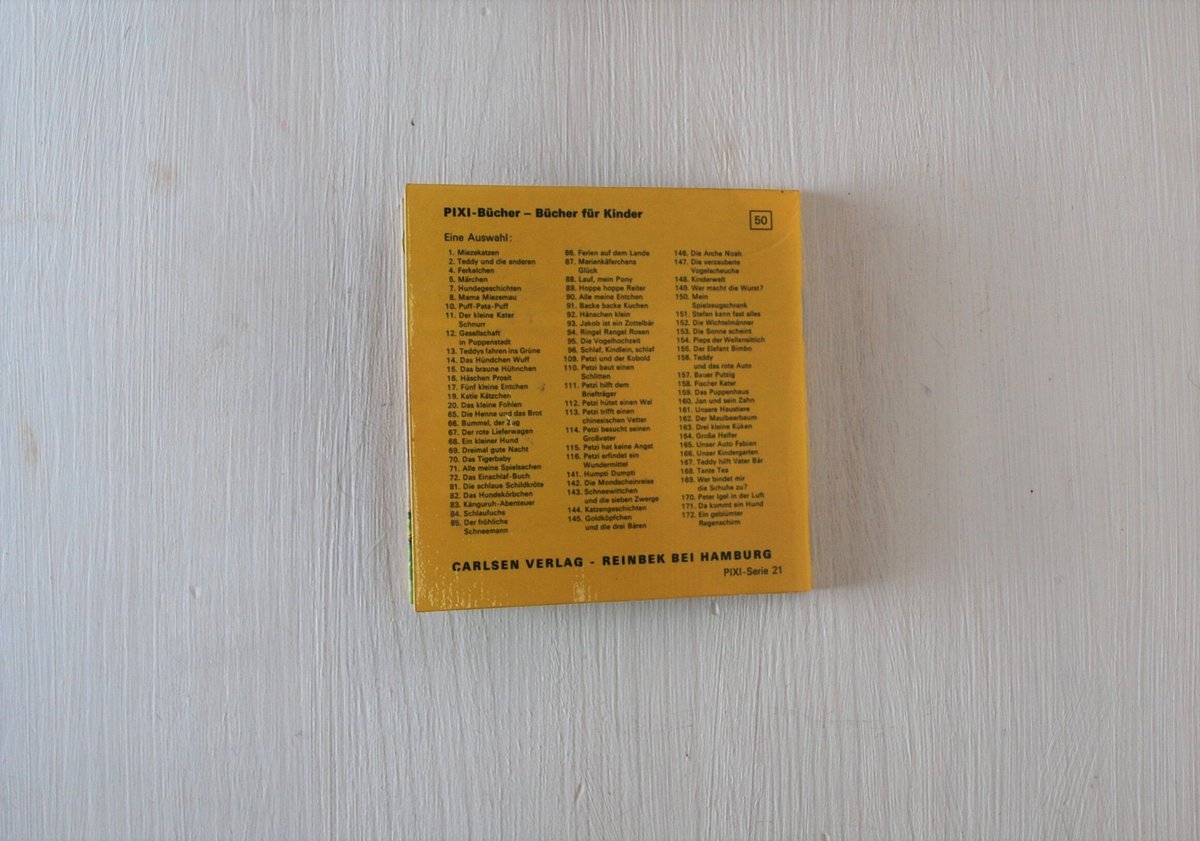 PIXI-Bücher – Bücher für Kinder
50
Eine Auswahl:
1. Miezekatzen
2. Teddy und die anderen
4. Ferkelchen
5. Märchen
7. Hundegeschichten
8. Mama Miezemau
10. Puff-Pata-Puff
11. Der kleine Kater
Schnurr
12. Gesellschaft
in Puppenstadt
13. Teddys fahren ins Grüne
14. Das Hündchen Wuff
15. Das braune Hühnchen
16. Häschen Prosit
17. Fünf kleine Entchen
19. Katie Kätzchen
20. Das kleine Fohlen
65. Die Henne und das Brot
66. Bummel, der Zug
67. Der rote Lieferwagen
68. Ein kleiner Hund
69. Dreimal gute Nacht
70. Das Tigerbaby
71. Alle meine Spielsachen
72. Das Einschlaf-Buch
81. Die schlaue Schildkröte
82. Das Hundekörbchen
83. Känguruh-Abenteuer
84. Schlaufuchs
85. Der fröhliche
Schneemann
86. Ferien auf dem Lande
87. Marienkäferchens
Glück
88. Lauf, mein Pony
89. Hoppe hoppe Reiter
90. Alle meine Entchen
91. Backe backe Kuchen
92. Hänschen klein
93. Jakob ist ein Zottelbär
94. Ringel Rangel Rosen
95. Die Vogelhochzeit
96. Schlaf, Kindlein, schlaf
109. Petzi und der Kobold
110. Petzi baut einen
Schlitten
111. Petzi hilft dem
Briefträger
112. Petzi hütet einen Wal
113. Petzi trifft einen
chinesischen Vetter
114. Petzi besucht seinen
Großvater
115. Petzi hat keine Angst
116. Petzi erfindet ein
Wundermittel
141. Humpti Dumpti
142. Die Mondscheinreise
143. Schneewittchen
und die sieben Zwerge
144. Katzengeschichten
145. Goldköpfchen
und die drei Bären
146. Die Arche Noah
147. Die verzauberte
Vogelscheuche
148. Kinderwelt
149. Wer macht die Wurst?
150. Mein
Spielzeugschrank
151. Stefan kann fast alles
152. Die Wichtelmänner
153. Die Sonne scheint
154. Pieps der Wellensittich
155. Der Elefant Bimbo
156. Teddy
und das rote Auto
157. Bauer Putzig
158. Fischer Kater
159. Das Puppenhaus
160. Jan und sein Zahn
161. Unsere Haustiere
162. Der Maulbeerbaum
163. Drei kleine Küken
164. Große Helfer
165. Unser Auto Fabian
166. Unser Kindergarten
167. Teddy hilft Vater Bär
168. Tante Tea
169. Wer bindet mir
die Schuhe zu?
170. Peter Igel in der Luft
171. Da kommt ein Hund
172. Ein geblümter
Regenschirm
CARLSEN VERLAG - REINBEK BEI HAMBURG
PIXI-Serie 21